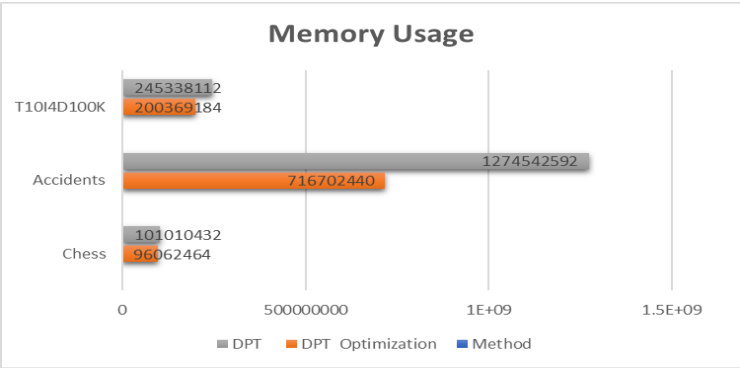 Memory Usage
T10I4D100K
245338112
200369184
Accidents
1274542592
716702440
Chess
101010432
96062464
0 500000000 1E+09 1.5E+09
DPT DPT Optimization Method